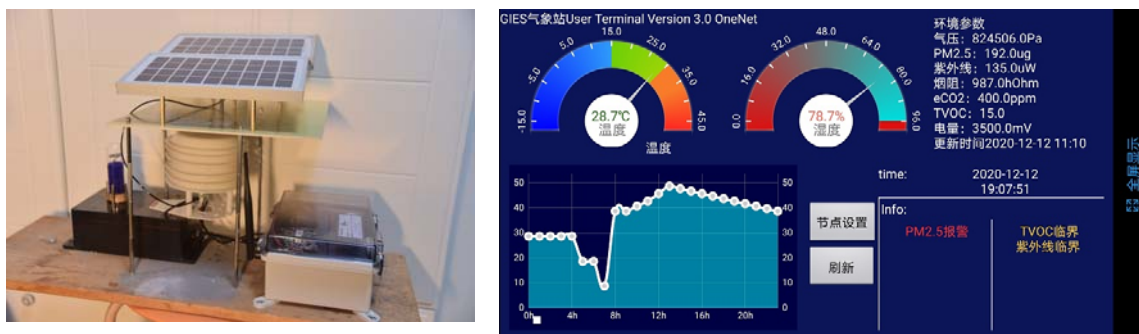 GIES气象站User Terminal Version 3.0 OneNet
-15.0
-5.0
5.0
15.0
25.0
35.0
45.0
28.7℃
温度
温度
0.0
16.0
32.0
48.0
64.0
80.0
96.0
78.7%
湿度
环境参数
气压：824506.0Pa
PM2.5：192.0ug
紫外线：135.0uW
烟阻：987.0hOhm
eCO2：400.0ppm
TVOC：15.0
电量：3500.0mV
更新时间2020-12-12 11:10
全屏显示
50
40
30
20
10
0
50
40
30
20
10
0
0h 4h 8h 12h 16h 20h
节点设置
刷新
time: 2020-12-12
19:07:51
Info:
PM2.5报警
TVOC临界
紫外线临界